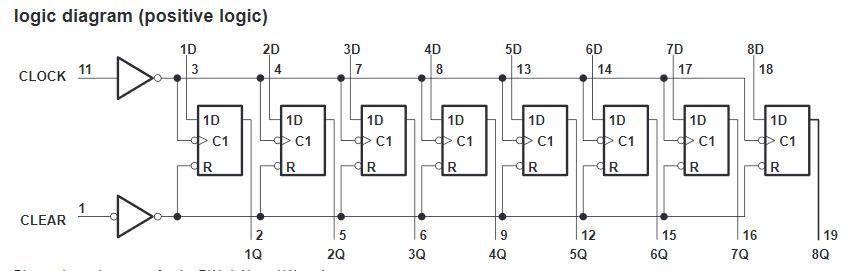 logic diagram (positive logic)
1D 2D 3D 4D 5D 6D 7D 8D
CLOCK 11 3 4 7 8 13 14 17 18
1D 1D 1D 1D 1D 1D 1D 1D
C1 C1 C1 C1 C1 C1 C1 C1
R R R R R R R R
CLEAR 1
2 5 6 9 12 15 16 19
1Q 2Q 3Q 4Q 5Q 6Q 7Q 8Q